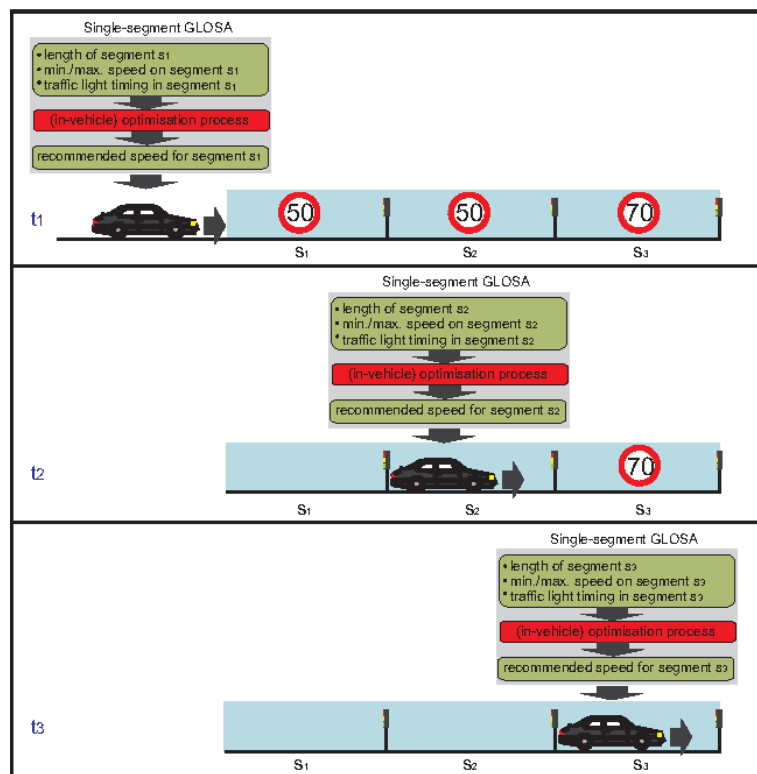 Single-segment GLOSA
• length of segment s1
• min./max. speed on segment s1
• traffic light timing in segment s1
(in-vehicle) optimisation process
recommended speed for segment s1
t1
50
50
70
S1
S2
S3
Single-segment GLOSA
• length of segment s2
• min./max. speed on segment s2
• traffic light timing in segment s2
(in-vehicle) optimisation process
recommended speed for segment s2
t2
70
S1
S2
S3
Single-segment GLOSA
• length of segment s3
• min./max. speed on segment s3
• traffic light timing in segment s3
(in-vehicle) optimisation process
recommended speed for segment s3
t3
S1
S2
S3